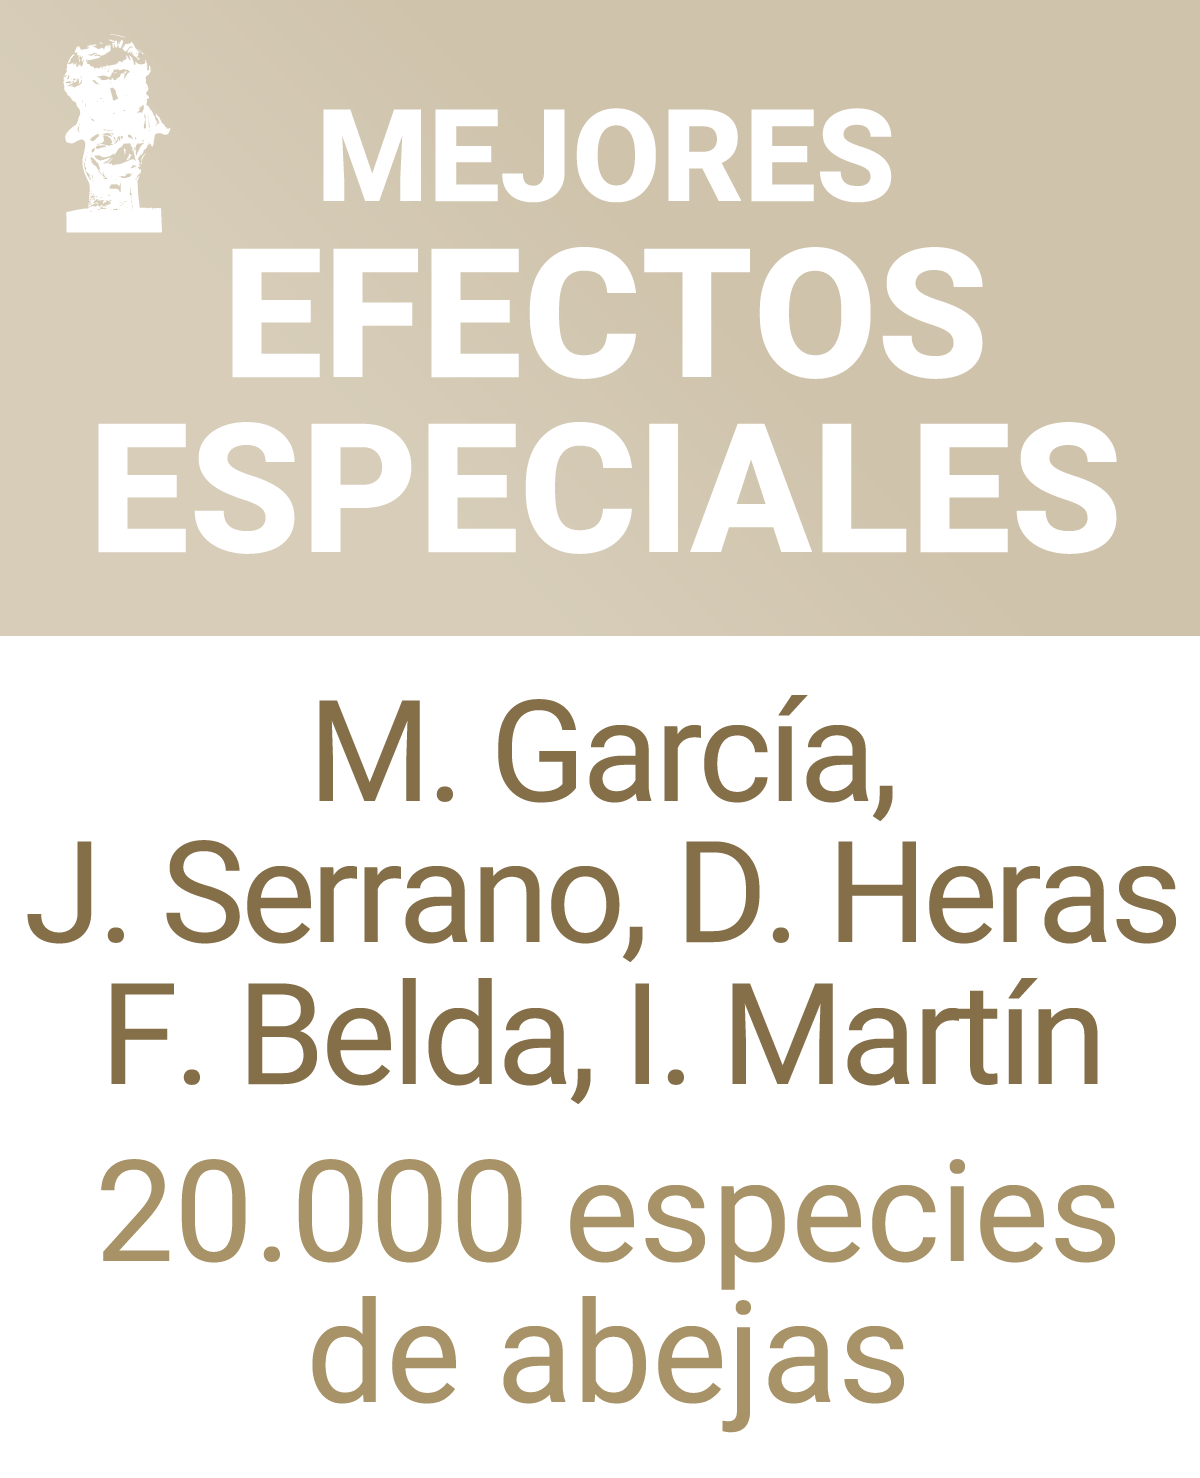 MEJORES
EFECTOS
ESPECIALES
M. García,
J. Serrano, D. Heras
F. Belda, I. Martín
20.000 especies
de abejas